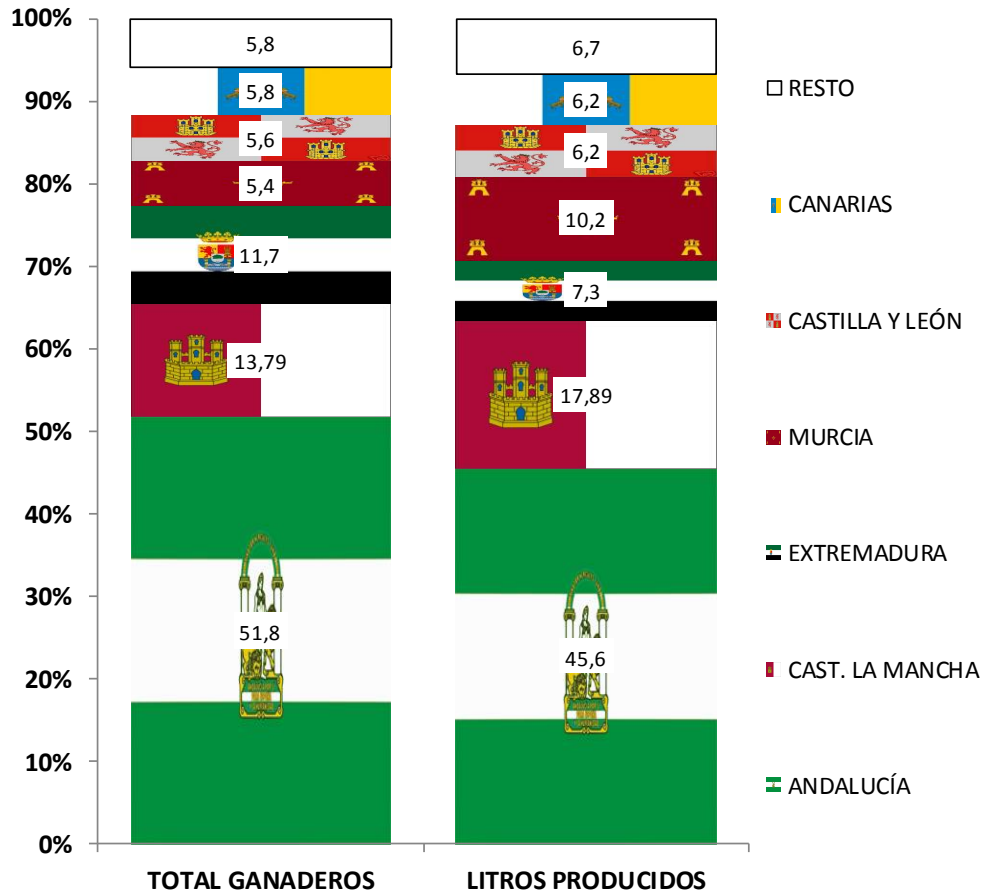 100%
90%
80%
70%
60%
50%
40%
30%
20%
10%
0%
5,8
5,8
5,6
5,4
11,7
13,79
51,8
6,7
6,2
6,2
10,2
7,3
17,89
45,6
TOTAL GANADEROS
LITROS PRODUCIDOS
RESTO
CANARIAS
CASTILLA Y LEÓN
MURCIA
EXTREMADURA
CAST. LA MANCHA
ANDALUCÍA